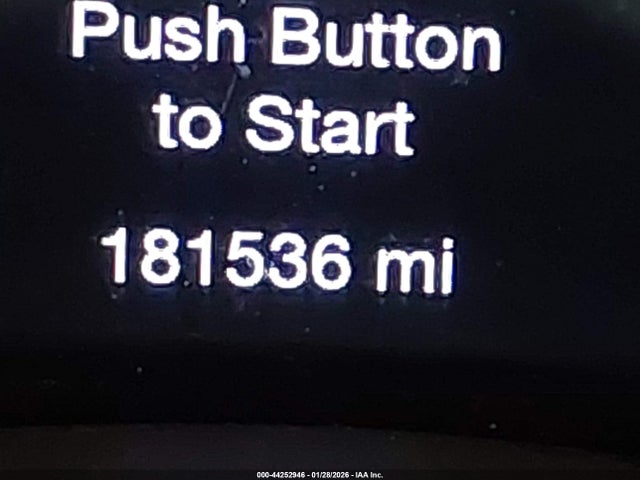 Push Button
to Start
181536 mi
000-44252946 - 01/28/2026 - IAA Inc.